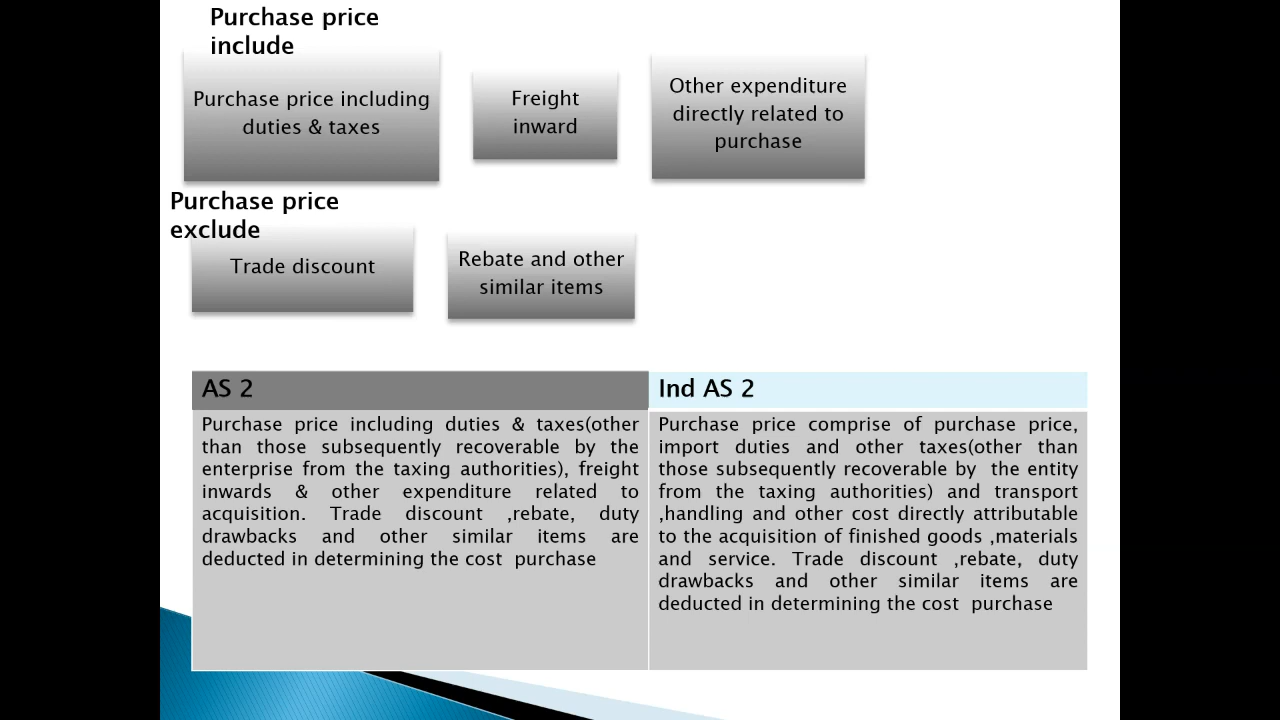 Purchase price
include
Purchase price including
duties & taxes
Freight
inward
Other expenditure
directly related to
purchase
Purchase price
exclude
Trade discount
Rebate and other
similar items
AS 2
Purchase price including duties & taxes(other
than those subsequently recoverable by the
enterprise from the taxing authorities), freight
inwards & other expenditure related to
acquisition. Trade discount ,rebate, duty
drawbacks and other similar items are
deducted in determining the cost purchase
Ind AS 2
Purchase price comprise of purchase price,
import duties and other taxes(other than
those subsequently recoverable by the entity
from the taxing authorities) and transport
,handling and other cost directly attributable
to the acquisition of finished goods ,materials
and service. Trade discount ,rebate, duty
drawbacks and other similar items are
deducted in determining the cost purchase